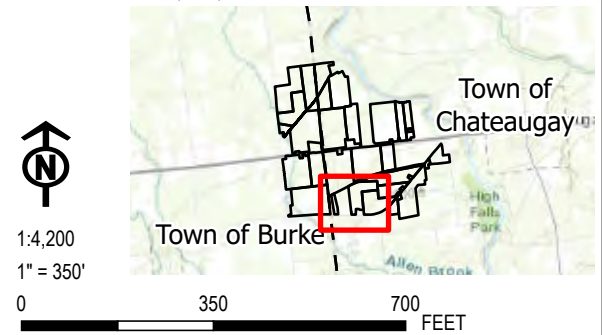 Town of
Chateaugay
High
Falls
Park
Town of Burke
Allen Brook
N
1:4,200
1" = 350'
0 350 700
FEET